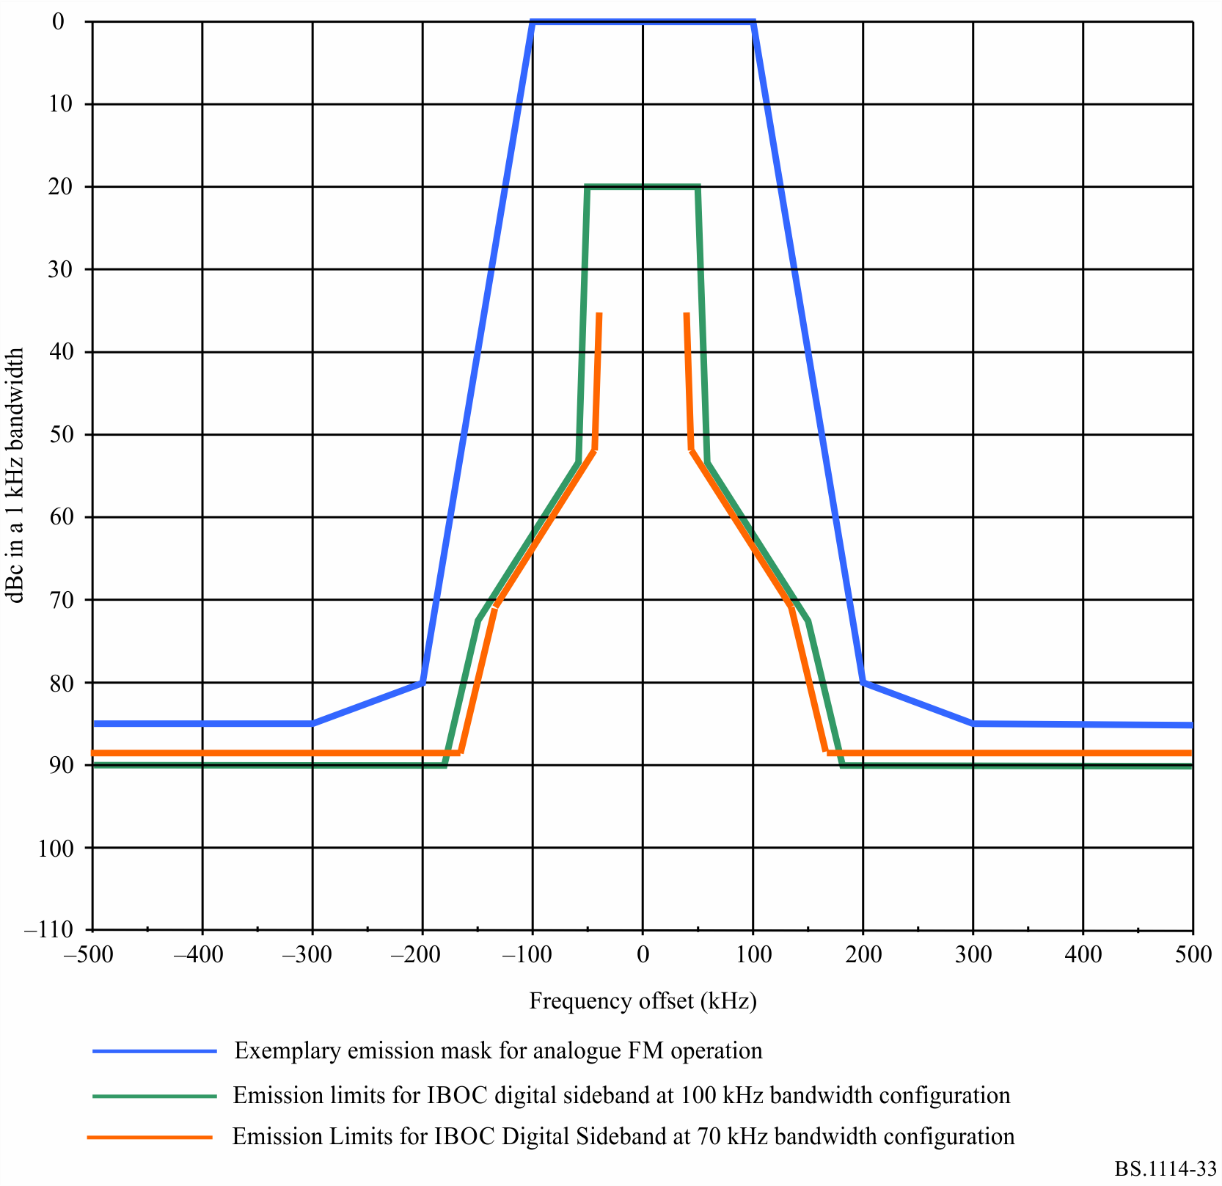 0
10
20
30
40
50
60
70
80
90
100
–110
dBc in a 1 kHz bandwidth
–500 –400 –300 –200 –100 0 100 200 300 400 500
Frequency offset (kHz)
Exemplary emission mask for analogue FM operation
Emission limits for IBOC digital sideband at 100 kHz bandwidth configuration
Emission Limits for IBOC Digital Sideband at 70 kHz bandwidth configuration
BS.1114-33